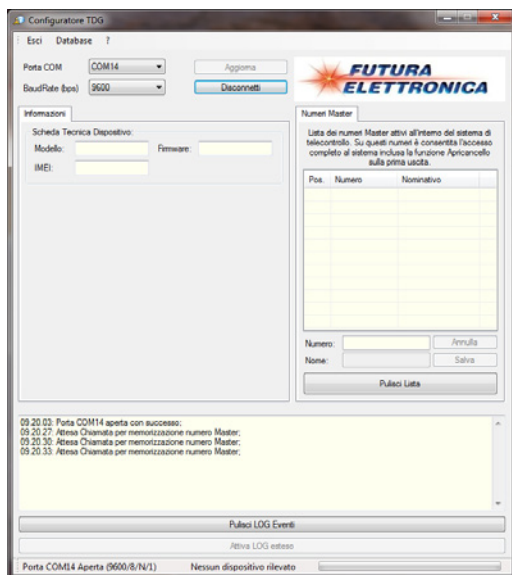 Configuratore TDG
Esci Database ?
Porta COM COM14 Aggiorna
BaudRate (bps) 9600 Disconnetti
FUTURA
ELETTRONICA
Informazioni
Scheda Tecnica Dispositivo:
Modello: Firmware:
IMEI:
Numeri Master
Lista dei numeri Master attivi all'interno del sistema di
telecontrollo. Su questi numeri è consentita l'accesso
completo al sistema inclusa la funzione Apricancello
sulla prima uscita.
Pos. Numero Nominativo
Numero: Annulla
Nome: Salva
Pulisci Lista
09.20.03: Porta COM14 aperta con successo;
09.20.27: Attesa Chiamata per memorizzazione numero Master;
09.20.30: Attesa Chiamata per memorizzazione numero Master;
09.20.33: Attesa Chiamata per memorizzazione numero Master;
Pulisci LOG Eventi
Attiva LOG esteso
Porta COM14 Aperta (9600/8/N/1) Nessun dispositivo rilevato